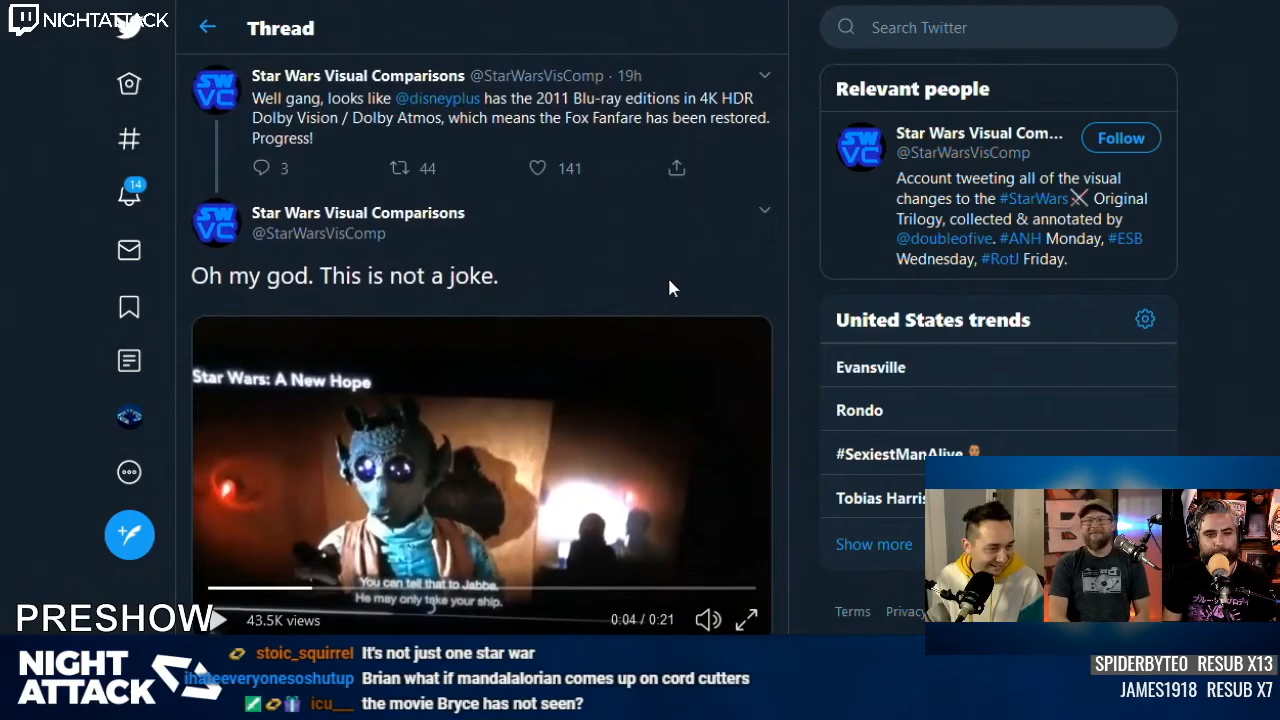 NIGHTATTACK
Thread
Search Twitter
Star Wars Visual Comparisons @StarWarsVisComp · 19h
Well gang, looks like @disneyplus has the 2011 Blu-ray editions in 4K HDR
Dolby Vision / Dolby Atmos, which means the Fox Fanfare has been restored.
Progress!
3 44 141
Star Wars Visual Comparisons
@StarWarsVisComp
Oh my god. This is not a joke.
Star Wars: A New Hope
You can tell that to Jabba.
He may only take your ship.
43.5K views
0:04 / 0:21
14
SW
VC
SW
VC
Relevant people
SW
VC
Star Wars Visual Com...
@StarWarsVisComp
Follow
Account tweeting all of the visual
changes to the #StarWars Original
Trilogy, collected & annotated by
@doubleofive. #ANH Monday, #ESB
Wednesday, #RotJ Friday.
United States trends
Evansville
Rondo
#SexiestManAlive
Tobias Harris
Show more
Terms Privacy
PRESHOW
NIGHT
ATTACK
stoic_squirrel It's not just one star war
ihateeveryonesoshutup Brian what if mandalalorian comes up on cord cutters
icu___ the movie Bryce has not seen?
SPIDERBYTE0 RESUB X13
JAMES1918 RESUB X7